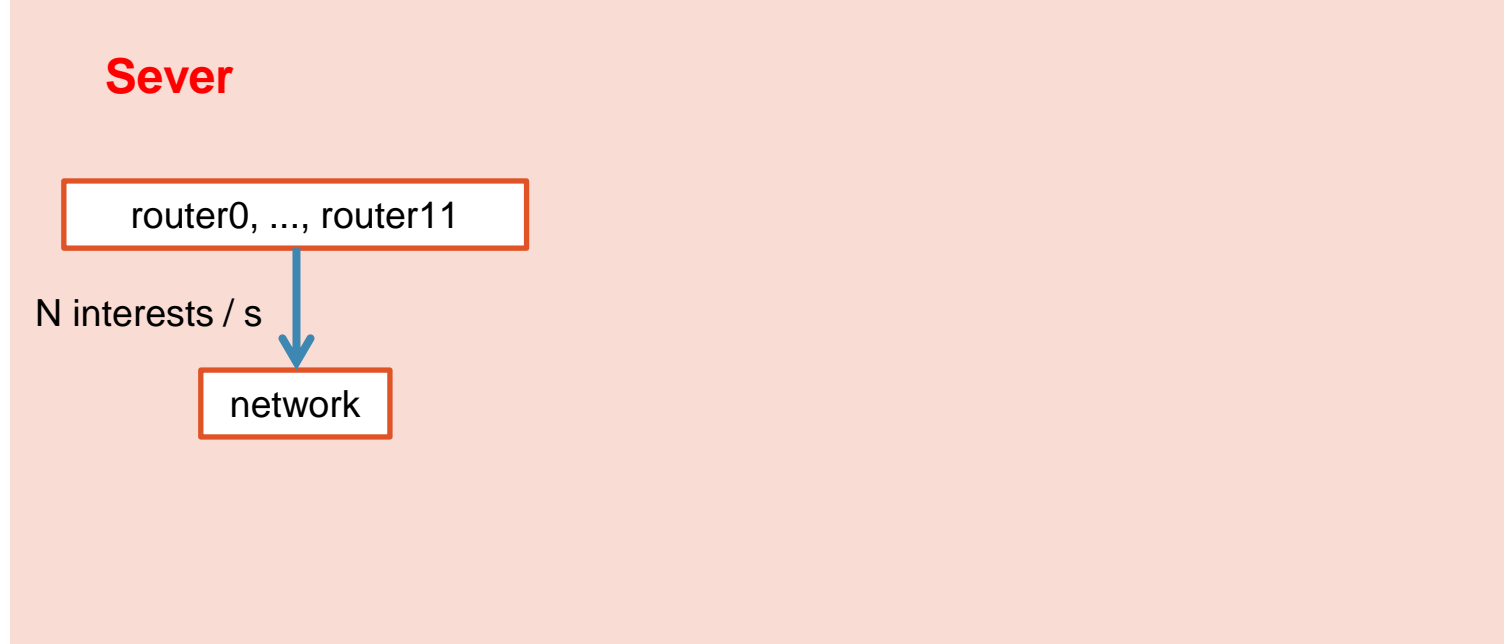 Sever
router0, ..., router11
N interests / s
network